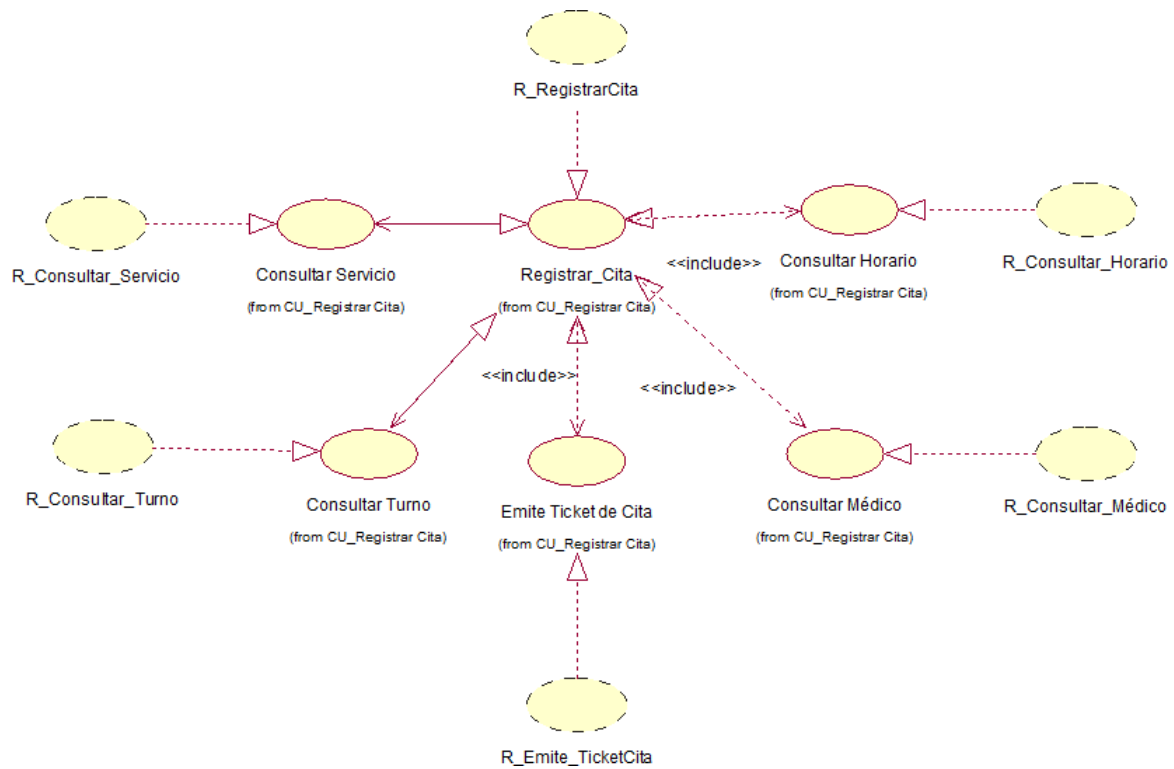 R_RegistrarCita
R_Consultar_Servicio
Consultar Servicio
(from CU_Registrar Cita)
Registrar_Cita
(from CU_Registrar Cita)
<<include>>
Consultar Horario
(from CU_Registrar Cita)
R_Consultar_Horario
<<include>>
<<include>>
R_Consultar_Turno
Consultar Turno
(from CU_Registrar Cita)
Emite Ticket de Cita
(from CU_Registrar Cita)
Consultar Médico
(from CU_Registrar Cita)
R_Consultar_Médico
R_Emite_TicketCita